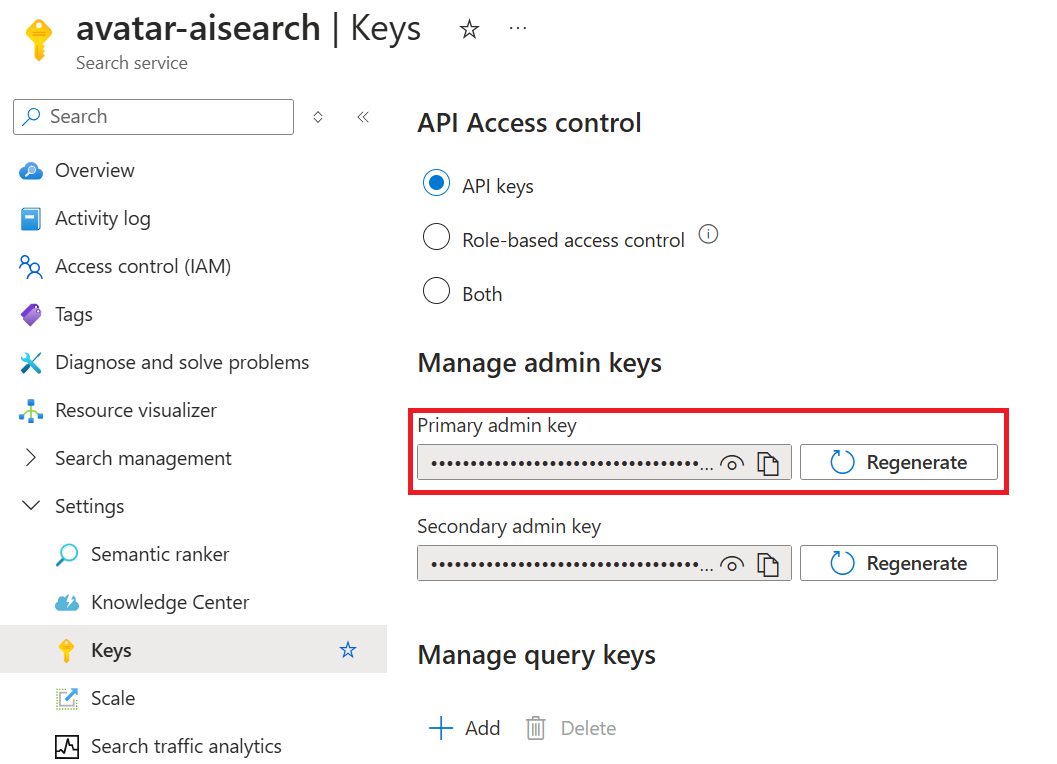 avatar-aisearch | Keys
Search service
Search
Overview
Activity log
Access control (IAM)
Tags
Diagnose and solve problems
Resource visualizer
Search management
Settings
Semantic ranker
Knowledge Center
Keys
Scale
Search traffic analytics
API Access control
API keys
Role-based access control
Both
Manage admin keys
Primary admin key
Regenerate
Secondary admin key
Regenerate
Manage query keys
Add Delete